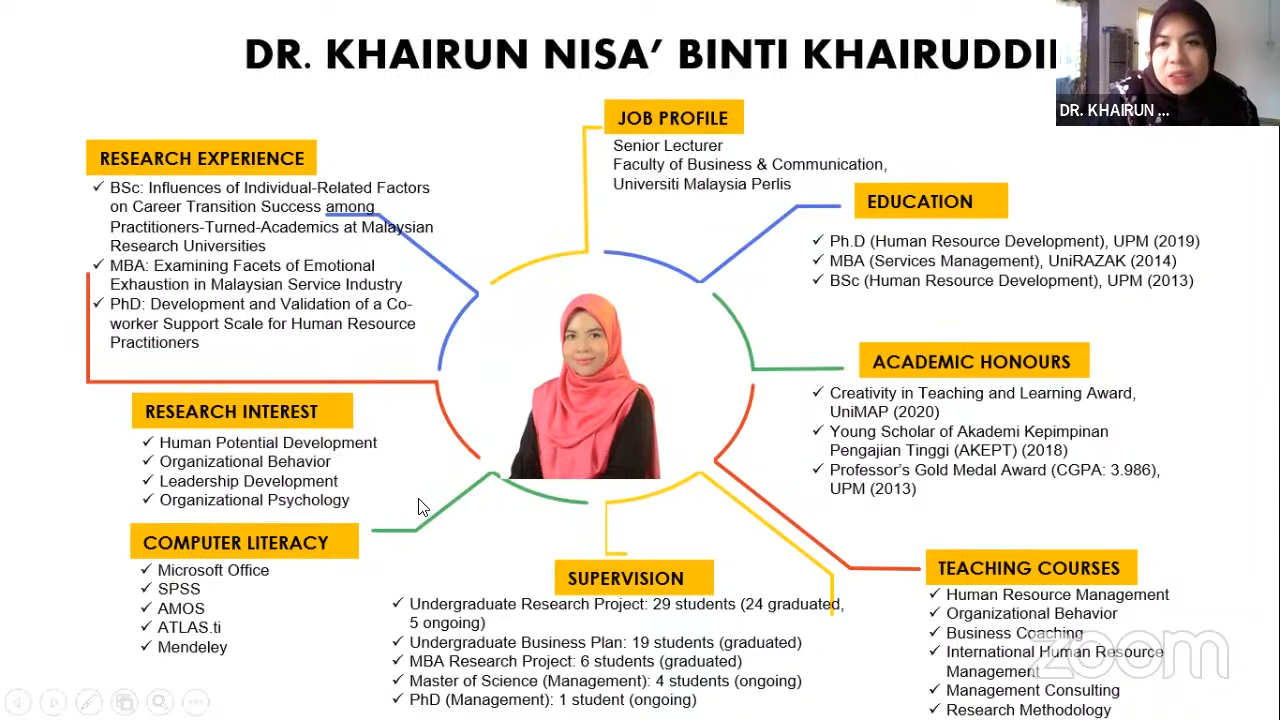 DR. KHAIRUN NISA’ BINTI KHAIRUDDI
DR. KHAIRUN ...
JOB PROFILE
Senior Lecturer
Faculty of Business & Communication,
Universiti Malaysia Perlis
RESEARCH EXPERIENCE
✓ BSc: Influences of Individual-Related Factors
on Career Transition Success among
Practitioners-Turned-Academics at Malaysian
Research Universities
✓ MBA: Examining Facets of Emotional
Exhaustion in Malaysian Service Industry
✓ PhD: Development and Validation of a Co-
worker Support Scale for Human Resource
Practitioners
EDUCATION
✓ Ph.D (Human Resource Development), UPM (2019)
✓ MBA (Services Management), UniRAZAK (2014)
✓ BSc (Human Resource Development), UPM (2013)
ACADEMIC HONOURS
✓ Creativity in Teaching and Learning Award,
UniMAP (2020)
✓ Young Scholar of Akademi Kepimpinan
Pengajian Tinggi (AKEPT) (2018)
✓ Professor’s Gold Medal Award (CGPA: 3.986),
UPM (2013)
RESEARCH INTEREST
✓ Human Potential Development
✓ Organizational Behavior
✓ Leadership Development
✓ Organizational Psychology
COMPUTER LITERACY
✓ Microsoft Office
✓ SPSS
✓ AMOS
✓ ATLAS.ti
✓ Mendeley
SUPERVISION
✓ Undergraduate Research Project: 29 students (24 graduated,
5 ongoing)
✓ Undergraduate Business Plan: 19 students (graduated)
✓ MBA Research Project: 6 students (graduated)
✓ Master of Science (Management): 4 students (ongoing)
✓ PhD (Management): 1 student (ongoing)
TEACHING COURSES
✓ Human Resource Management
✓ Organizational Behavior
✓ Business Coaching
✓ International Human Resource
Management
✓ Management Consulting
✓ Research Methodology
zoom